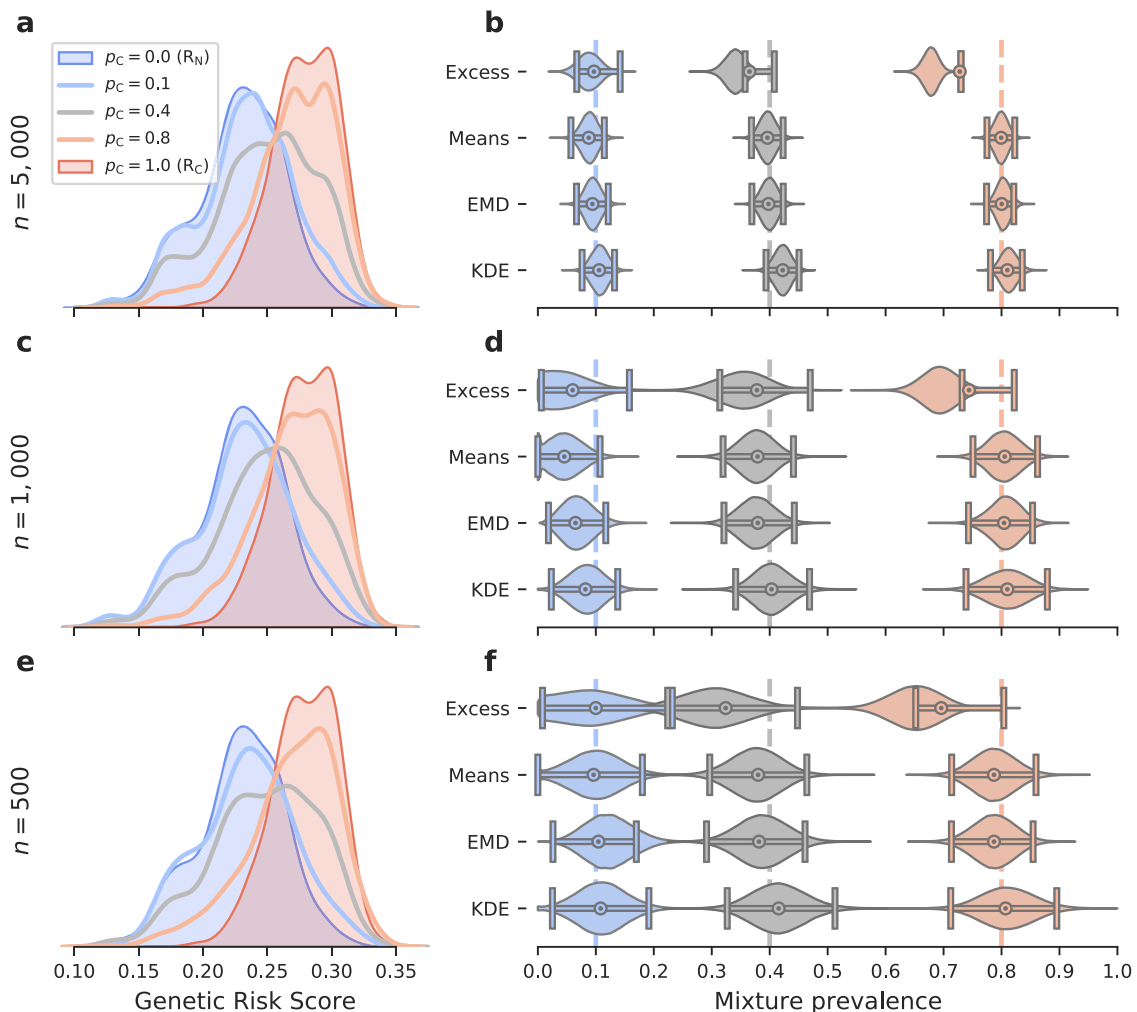 a
n = 5,000
p_C = 0.0 (R_N)
p_C = 0.1
p_C = 0.4
p_C = 0.8
p_C = 1.0 (R_C)
b
Excess
Means
EMD
KDE
c
n = 1,000
d
Excess
Means
EMD
KDE
e
n = 500
0.10 0.15 0.20 0.25 0.30 0.35
Genetic Risk Score
f
Excess
Means
EMD
KDE
0.0 0.1 0.2 0.3 0.4 0.5 0.6 0.7 0.8 0.9 1.0
Mixture prevalence